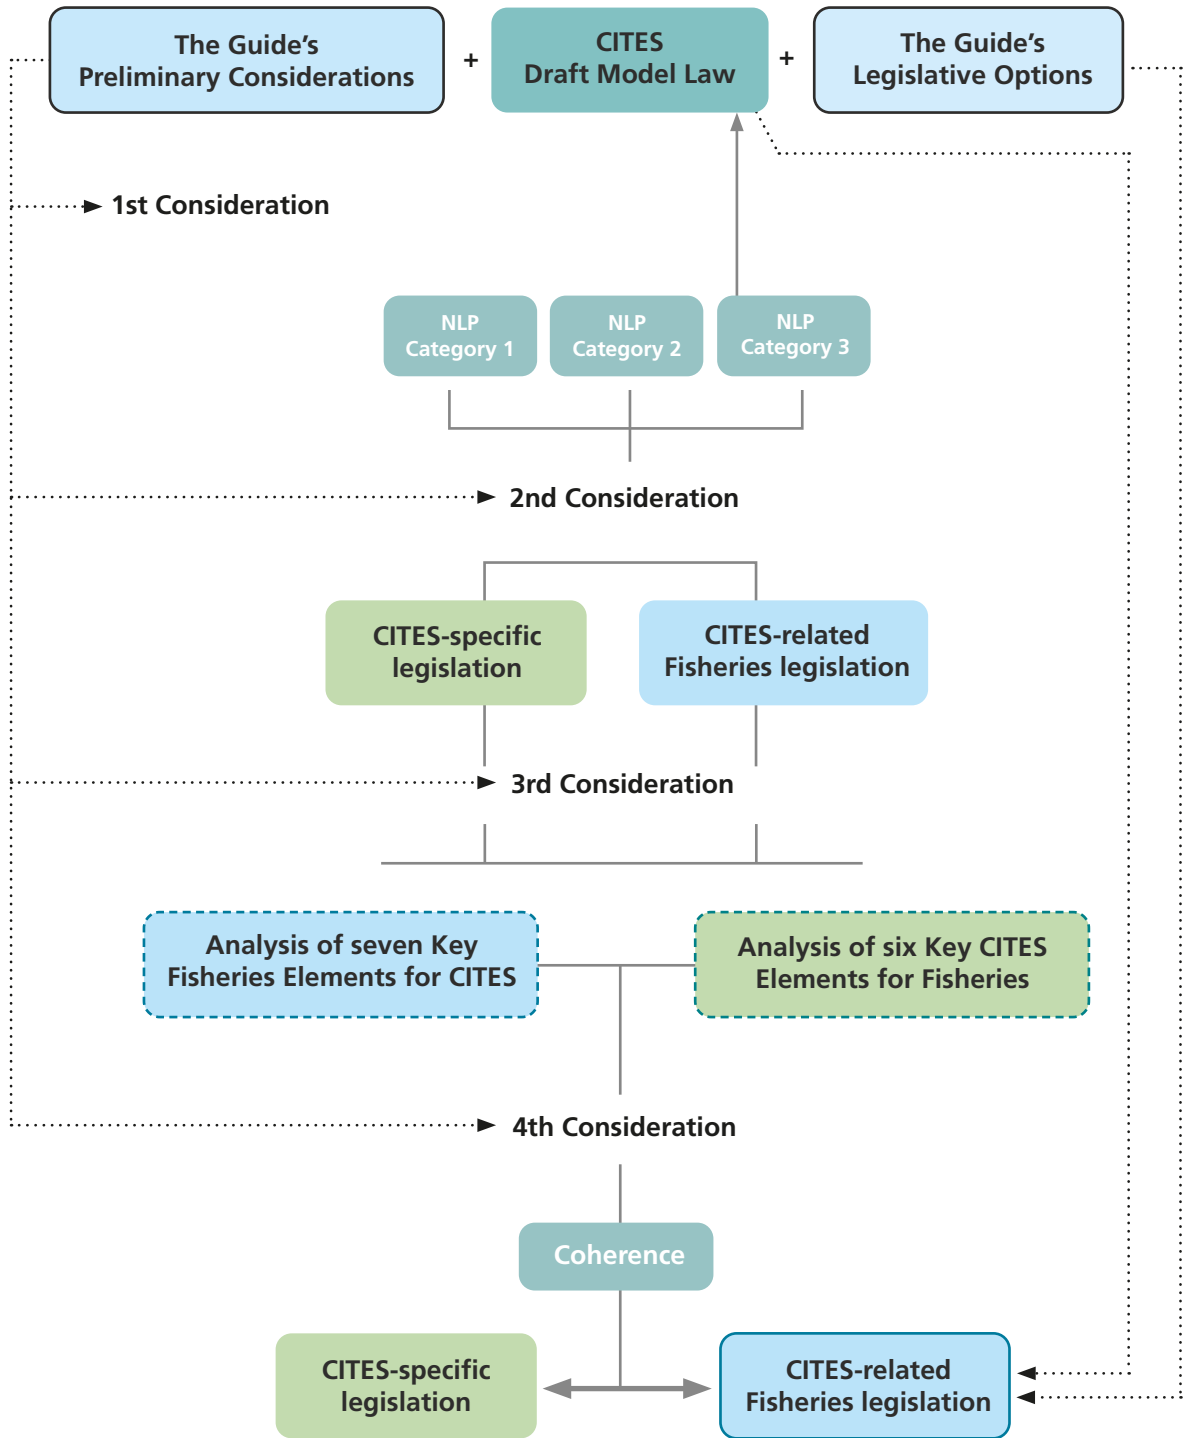 The Guide's
Preliminary Considerations
+
CITES
Draft Model Law
+
The Guide's
Legislative Options
1st Consideration
NLP
Category 1
NLP
Category 2
NLP
Category 3
2nd Consideration
CITES-specific
legislation
CITES-related
Fisheries legislation
3rd Consideration
Analysis of seven Key
Fisheries Elements for CITES
Analysis of six Key CITES
Elements for Fisheries
4th Consideration
Coherence
CITES-specific
legislation
CITES-related
Fisheries legislation